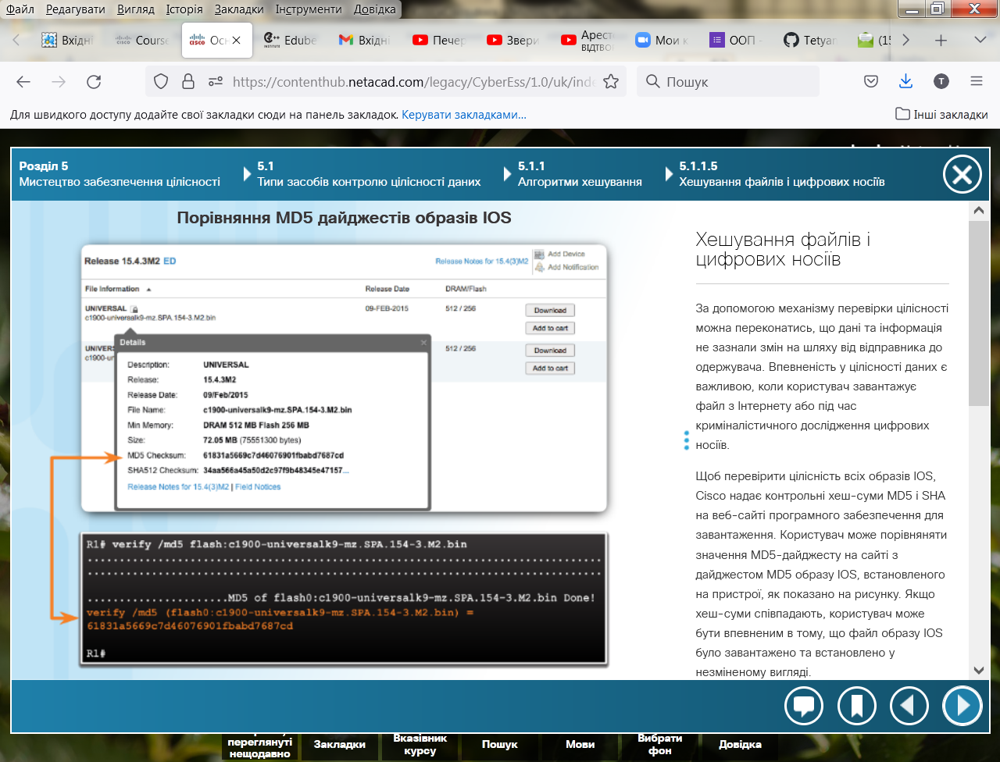 Файл Редагувати Вигляд Історія Закладки Інструменти Довідка
Вхідні Course Осн Edube Вхідні Печер Звери Арест ВІДТВО Мои к ООП - Tetyan (15
https://contenthub.netacad.com/legacy/CyberEss/1.0/uk/inde
Пошук
T
Для швидкого доступу додайте свої закладки сюди на панель закладок. Керувати закладками...
Інші закладки
Розділ 5
Мистецтво забезпечення цілісності
5.1
Типи засобів контролю цілісності даних
5.1.1
Алгоритми хешування
5.1.1.5
Хешування файлів і цифрових носіїв
Порівняння MD5 дайджестів образів IOS
Release 15.4.3M2 ED
Release Notes for 15.4(3)M2
Add Device
Add Notification
File Information Release Date DRAM/Flash
UNIVERSAL 09-FEB-2015 512 / 256 Download
c1900-universalk9-mz.SPA.154-3.M2.bin
Add to cart
UNIVERS 512 / 256 Download
c1900-un
Add to cart
Details
Description: UNIVERSAL
Release: 15.4.3M2
Release Date: 09/Feb/2015
File Name: c1900-universalk9-mz.SPA.154-3.M2.bin
Min Memory: DRAM 512 MB Flash 256 MB
Size: 72.05 MB (75551300 bytes)
MD5 Checksum: 61831a5669c7d46076901fbabd7687cd
SHA512 Checksum: 34aa566a45a50d2c97f9b48345e47157...
Release Notes for 15.4(3)M2 | Field Notices
R1# verify /md5 flash:c1900-universalk9-mz.SPA.154-3.M2.bin
......................MD5 of flash0:c1900-universalk9-mz.SPA.154-3.M2.bin Done!
verify /md5 (flash0:c1900-universalk9-mz.SPA.154-3.M2.bin) =
61831a5669c7d46076901fbabd7687cd
R1#
Хешування файлів і
цифрових носіїв
За допомогою механізму перевірки цілісності
можна переконатись, що дані та інформація
не зазнали змін на шляху від відправника до
одержувача. Впевненість у цілісності даних є
важливою, коли користувач завантажує
файл з Інтернету або під час
криміналістичного дослідження цифрових
носіїв.
Щоб перевірити цілісність всіх образів IOS,
Cisco надає контрольні хеш-суми MD5 і SHA
на веб-сайті програмного забезпечення для
завантаження. Користувач може порівняняти
значення MD5-дайджесту на сайті з
дайджестом MD5 образу IOS, встановленого
на пристрої, як показано на рисунку. Якщо
хеш-суми співпадають, користувач може
бути впевненим в тому, що файл образу IOS
було завантажено та встановлено у
незміненому вигляді.
переглянуті
нещодавно
Закладки
Вказівник
курсу
Пошук
Мови
Вибрати
фон
Довідка